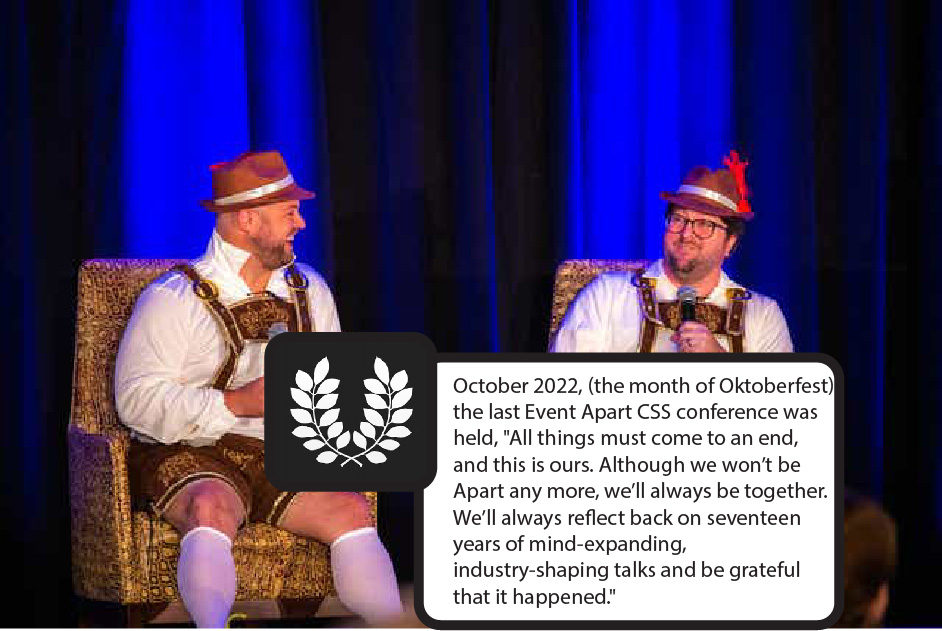 October 2022, (the month of Oktoberfest)
the last Event Apart CSS conference was
held, "All things must come to an end,
and this is ours. Although we won’t be
Apart any more, we’ll always be together.
We’ll always reflect back on seventeen
years of mind-expanding,
industry-shaping talks and be grateful
that it happened."